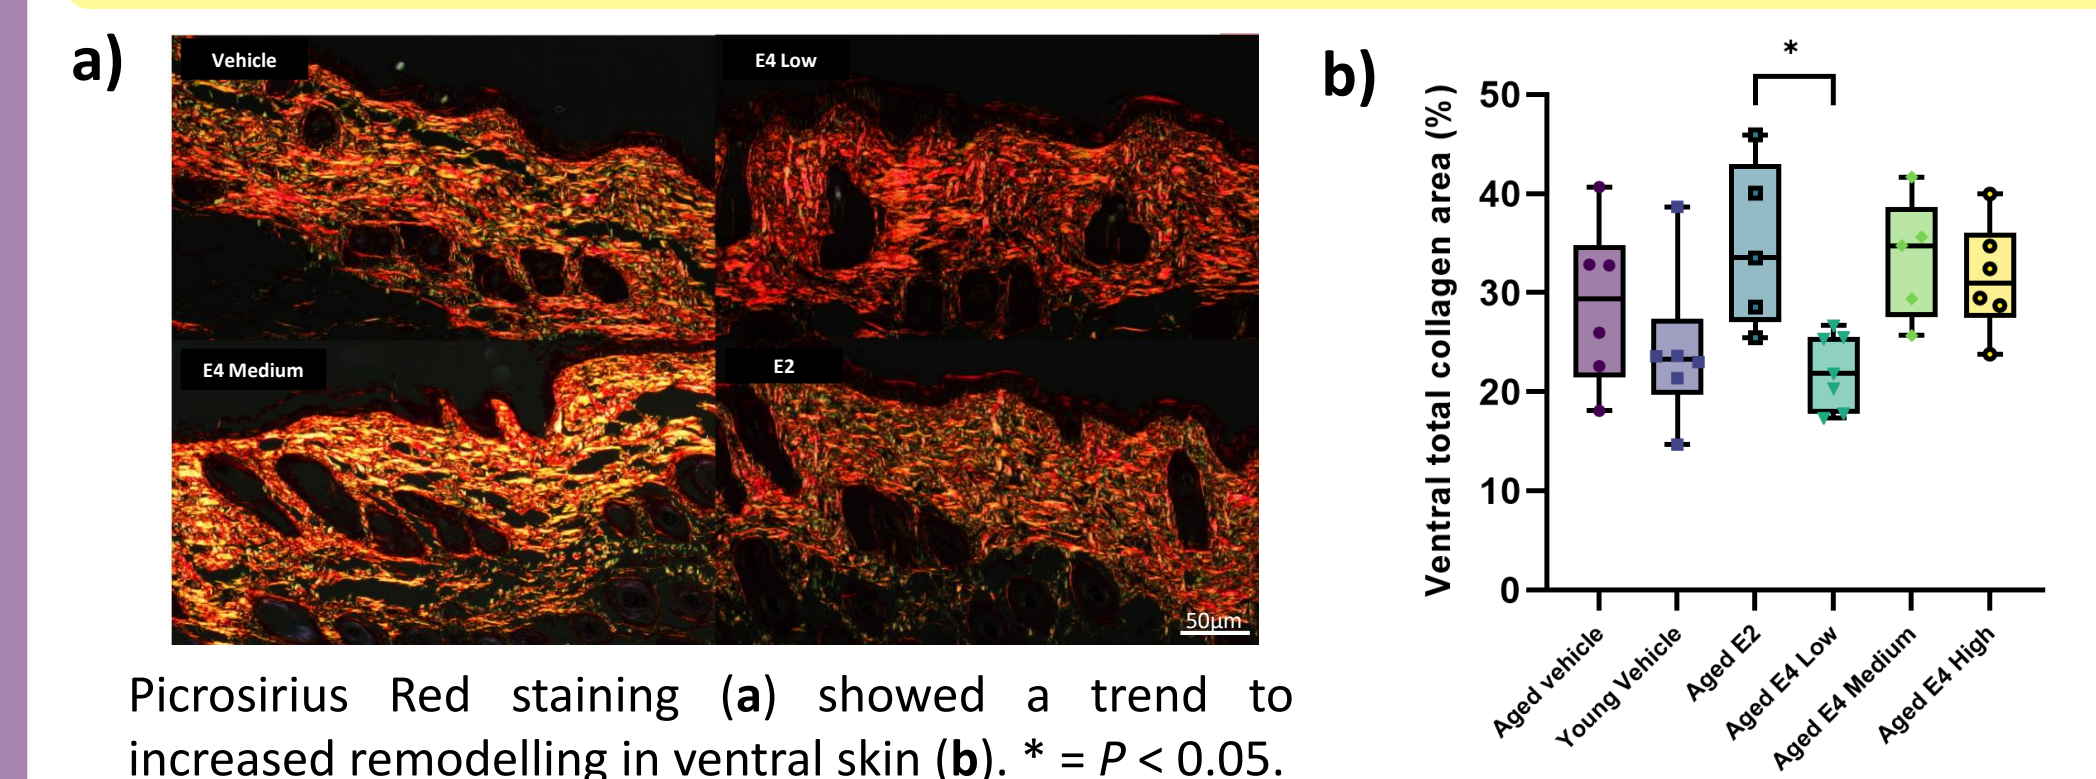 a)
Vehicle
E4 Low
E4 Medium
E2
50µm
Picrosirius Red staining (a) showed a trend to
increased remodelling in ventral skin (b). * = P < 0.05.
b)
*
Ventral total collagen area (%)
50
40
30
20
10
0
Aged vehicle
Young Vehicle
Aged E2
Aged E4 Low
Aged E4 Medium
Aged E4 High